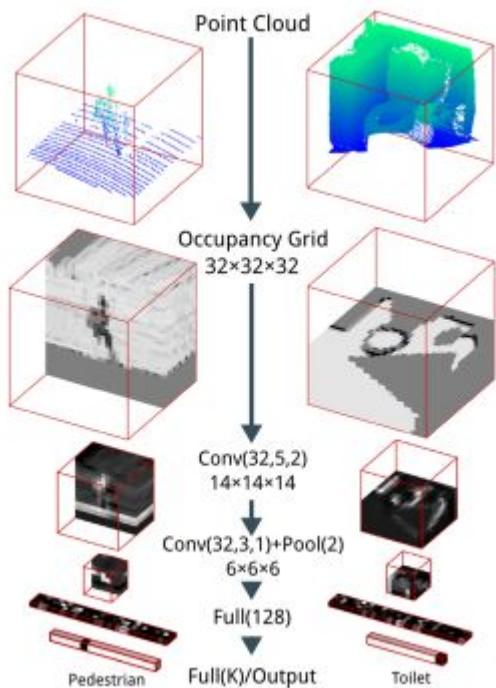 Point Cloud
Occupancy Grid
32×32×32
Conv(32,5,2)
14×14×14
Conv(32,3,1)+Pool(2)
6×6×6
Full(128)
Pedestrian
Full(K)/Output
Toilet